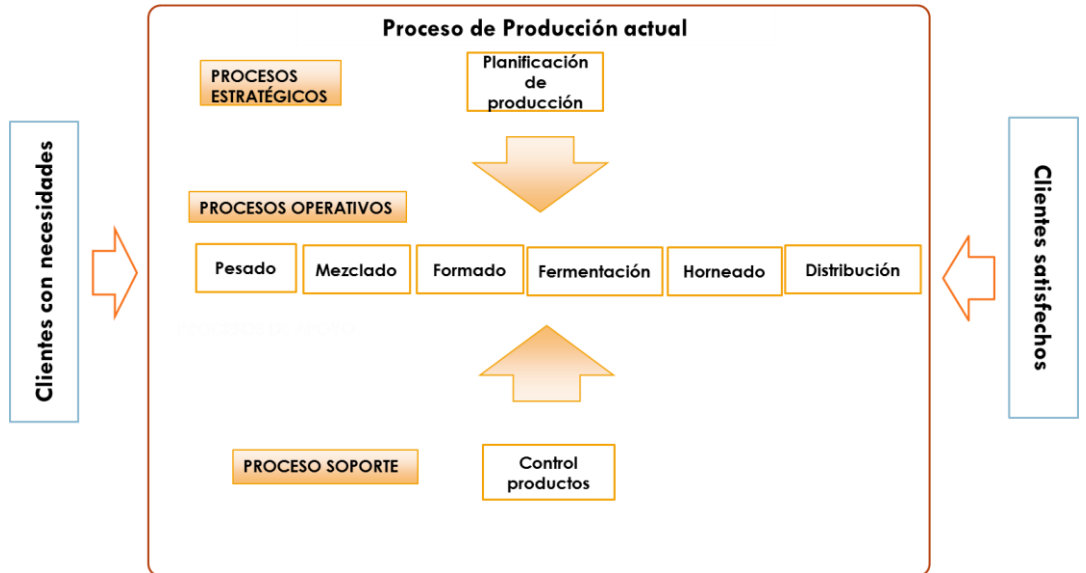 Proceso de Producción actual
PROCESOS
ESTRATÉGICOS
Planificación
de
producción
Clientes con necesidades
PROCESOS OPERATIVOS
Pesado
Mezclado
Formado
Fermentación
Horneado
Distribución
Clientes satisfechos
PROCESO SOPORTE
Control
productos